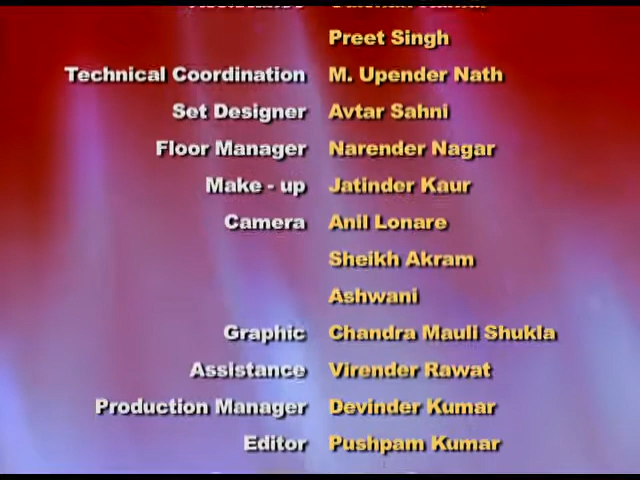 Preet Singh
Technical Coordination M. Upender Nath
Set Designer Avtar Sahni
Floor Manager Narender Nagar
Make - up Jatinder Kaur
Camera Anil Lonare
Sheikh Akram
Ashwani
Graphic Chandra Mauli Shukla
Assistance Virender Rawat
Production Manager Devinder Kumar
Editor Pushpam Kumar